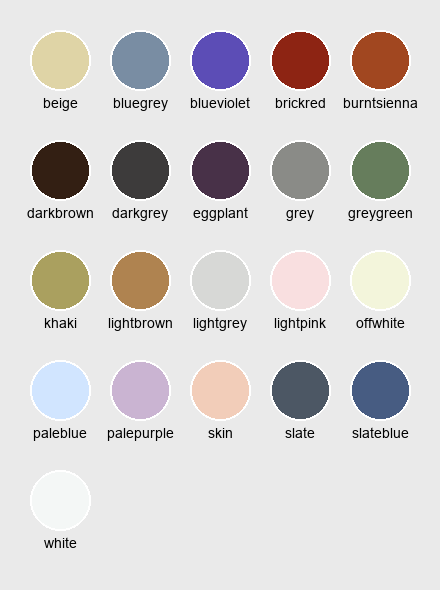 beige bluegrey blueviolet brickred burntsienna
darkbrown darkgrey eggplant grey greygreen
khaki lightbrown lightgrey lightpink offwhite
paleblue palepurple skin slate slateblue
white